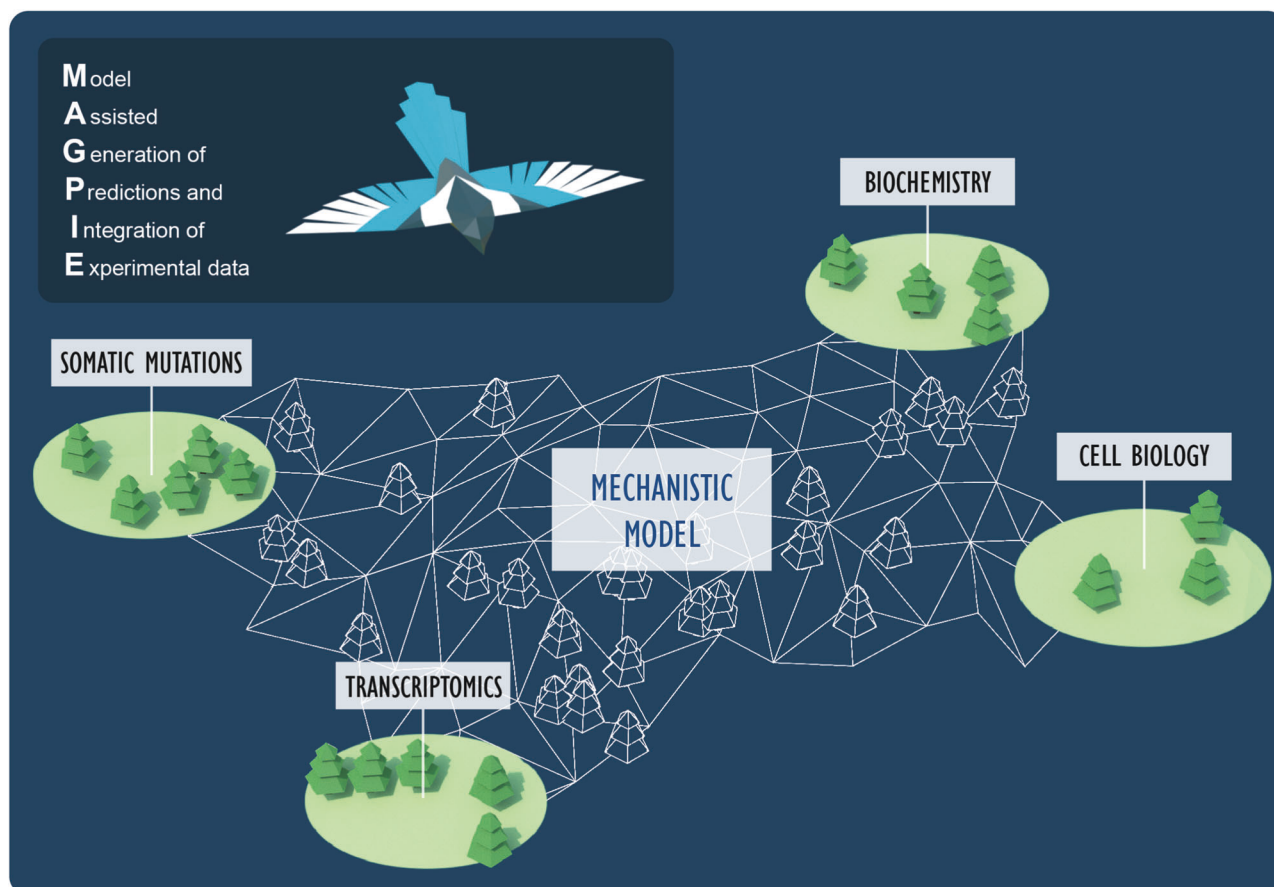 Model
Assisted
Generation of
Predictions and
Integration of
Experimental data
BIOCHEMISTRY
SOMATIC MUTATIONS
CELL BIOLOGY
MECHANISTIC
MODEL
TRANSCRIPTOMICS